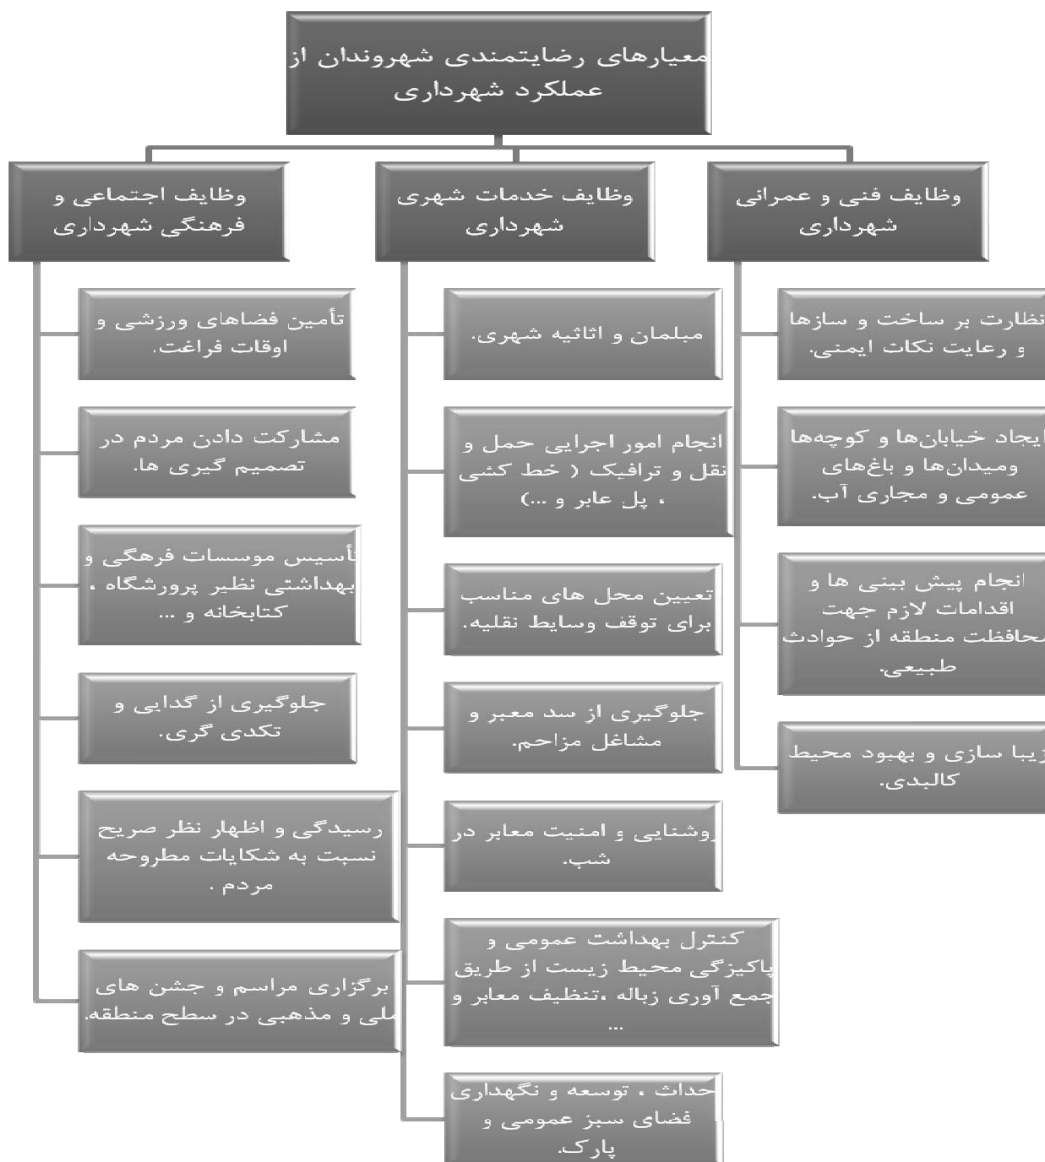 معیارهای رضایتمندی شهروندان از
عملکرد شهرداری
وظایف فنی و عمرانی
شهرداری
نظارت بر ساخت و سازها
و رعایت نکات ایمنی.
ایجاد خیابان‌ها و کوچه‌ها
ومیدان‌ها و باغ‌های
عمومی و مجاری آب.
انجام پیش بینی ها و
اقدامات لازم جهت
محافظت منطقه از حوادث
طبیعی.
زیبا سازی و بهبود محیط
کالبدی.
وظایف خدمات شهری
شهرداری
مبلمان و اثاثیه شهری.
انجام امور اجرایی حمل و
نقل و ترافیک ( خط کشی
، پل عابر و ...)
تعیین محل های مناسب
برای توقف وسایط نقلیه.
جلوگیری از سد معبر و
مشاغل مزاحم.
روشنایی و امنیت معابر در
شب.
کنترل بهداشت عمومی و
پاکیزگی محیط زیست از طریق
جمع آوری زباله ،تنظیف معابر و
...
حداث ، توسعه و نگهداری
فضای سبز عمومی و
پارک.
وظایف اجتماعی و
فرهنگی شهرداری
تأمین فضاهای ورزشی و
اوقات فراغت.
مشارکت دادن مردم در
تصمیم گیری ها.
تأسیس موسسات فرهگی و
بهداشتی نظیر پرورشگاه ،
کتابخانه و ...
جلوگیری از گدایی و
تکدی گری.
رسیدگی و اظهار نظر صریح
نسبت به شکایات مطروحه
مردم .
برگزاری مراسم و جشن های
ملی و مذهبی در سطح منطقه.